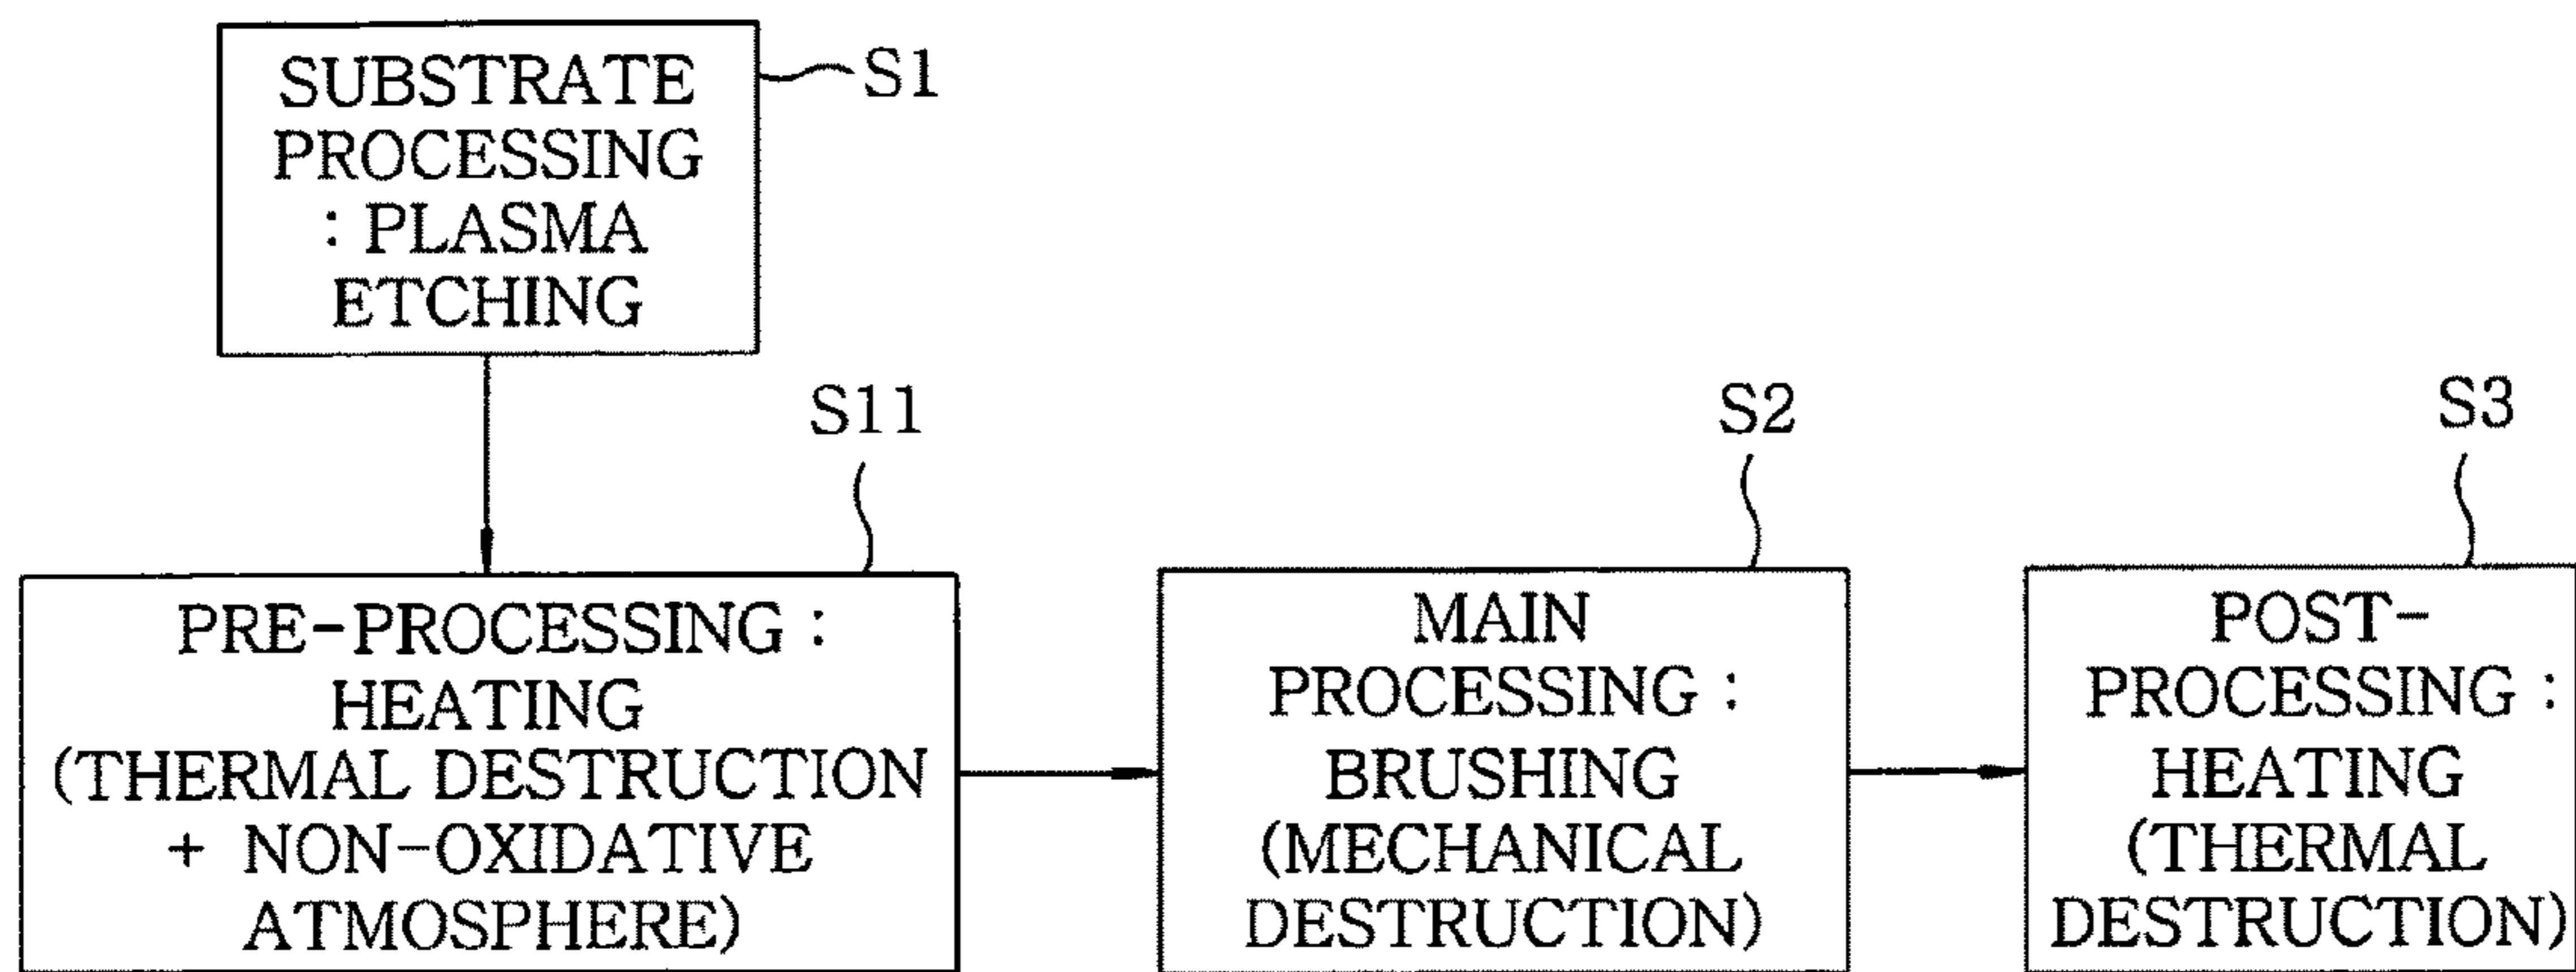 SUBSTRATE
PROCESSING
: PLASMA
ETCHING
S1
S11
PRE-PROCESSING :
HEATING
(THERMAL DESTRUCTION
+ NON-OXIDATIVE
ATMOSPHERE)
S2
MAIN
PROCESSING :
BRUSHING
(MECHANICAL
DESTRUCTION)
S3
POST-
PROCESSING :
HEATING
(THERMAL
DESTRUCTION)